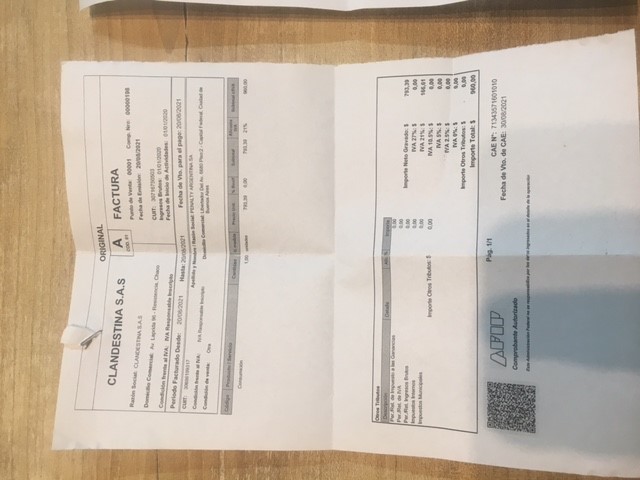 ORIGINAL
CLANDESTINA S.A.S
A
COD. 01
FACTURA
Razón Social: CLANDESTINA S.A.S
Domicilio Comercial: Av. Laprida 96 - Resistencia, Chaco
Condición frente al IVA: IVA Responsable Inscripto
Punto de Venta: 00001 Comp. Nro: 00000198
Fecha de Emisión: 20/08/2021
CUIT: 30716750503
Ingresos Brutos: 01/01/2020
Fecha de Inicio de Actividades: 01/01/2020
Período Facturado Desde: 20/08/2021 Hasta: 20/08/2021 Fecha de Vto. para el pago: 20/08/2021
CUIT: Apellido y Nombre / Razón Social: PENALTY ARGENTINA SA
Condición frente al IVA: IVA Responsable Inscripto Domicilio Comercial: Libertador Del Av. 6680 - Capital Federal, Ciudad de
Buenos Aires
Condición de venta: Otra
Código Producto / Servicio Cantidad U. medida Precio Unit. % Bonif Subtotal Alicuota IVA Subtotal c/IVA
Consumición 1,00 unidades 793,39 0,00 793,39 21% 960,00
Otros Tributos
Descripción Detalle Alíc. % Importe
Per./Ret. de Impuesto a las Ganancias 0,00
Per./Ret. de IVA 0,00
Per./Ret. Ingresos Brutos 0,00
Impuestos Internos 0,00
Impuestos Municipales 0,00
Importe Otros Tributos: $ 0,00
Importe Neto Gravado: $ 793,39
IVA 27%: $ 0,00
IVA 21%: $ 166,61
IVA 10.5%: $ 0,00
IVA 5%: $ 0,00
IVA 2.5%: $ 0,00
IVA 0%: $ 0,00
Importe Otros Tributos: $ 0,00
Importe Total: $ 960,00
AFIP
Comprobante Autorizado
Esta Administración Federal no se responsabiliza por los datos ingresados en el detalle de la operación
Pág. 1/1
CAE N°: 71343571601010
Fecha de Vto. de CAE: 30/08/2021